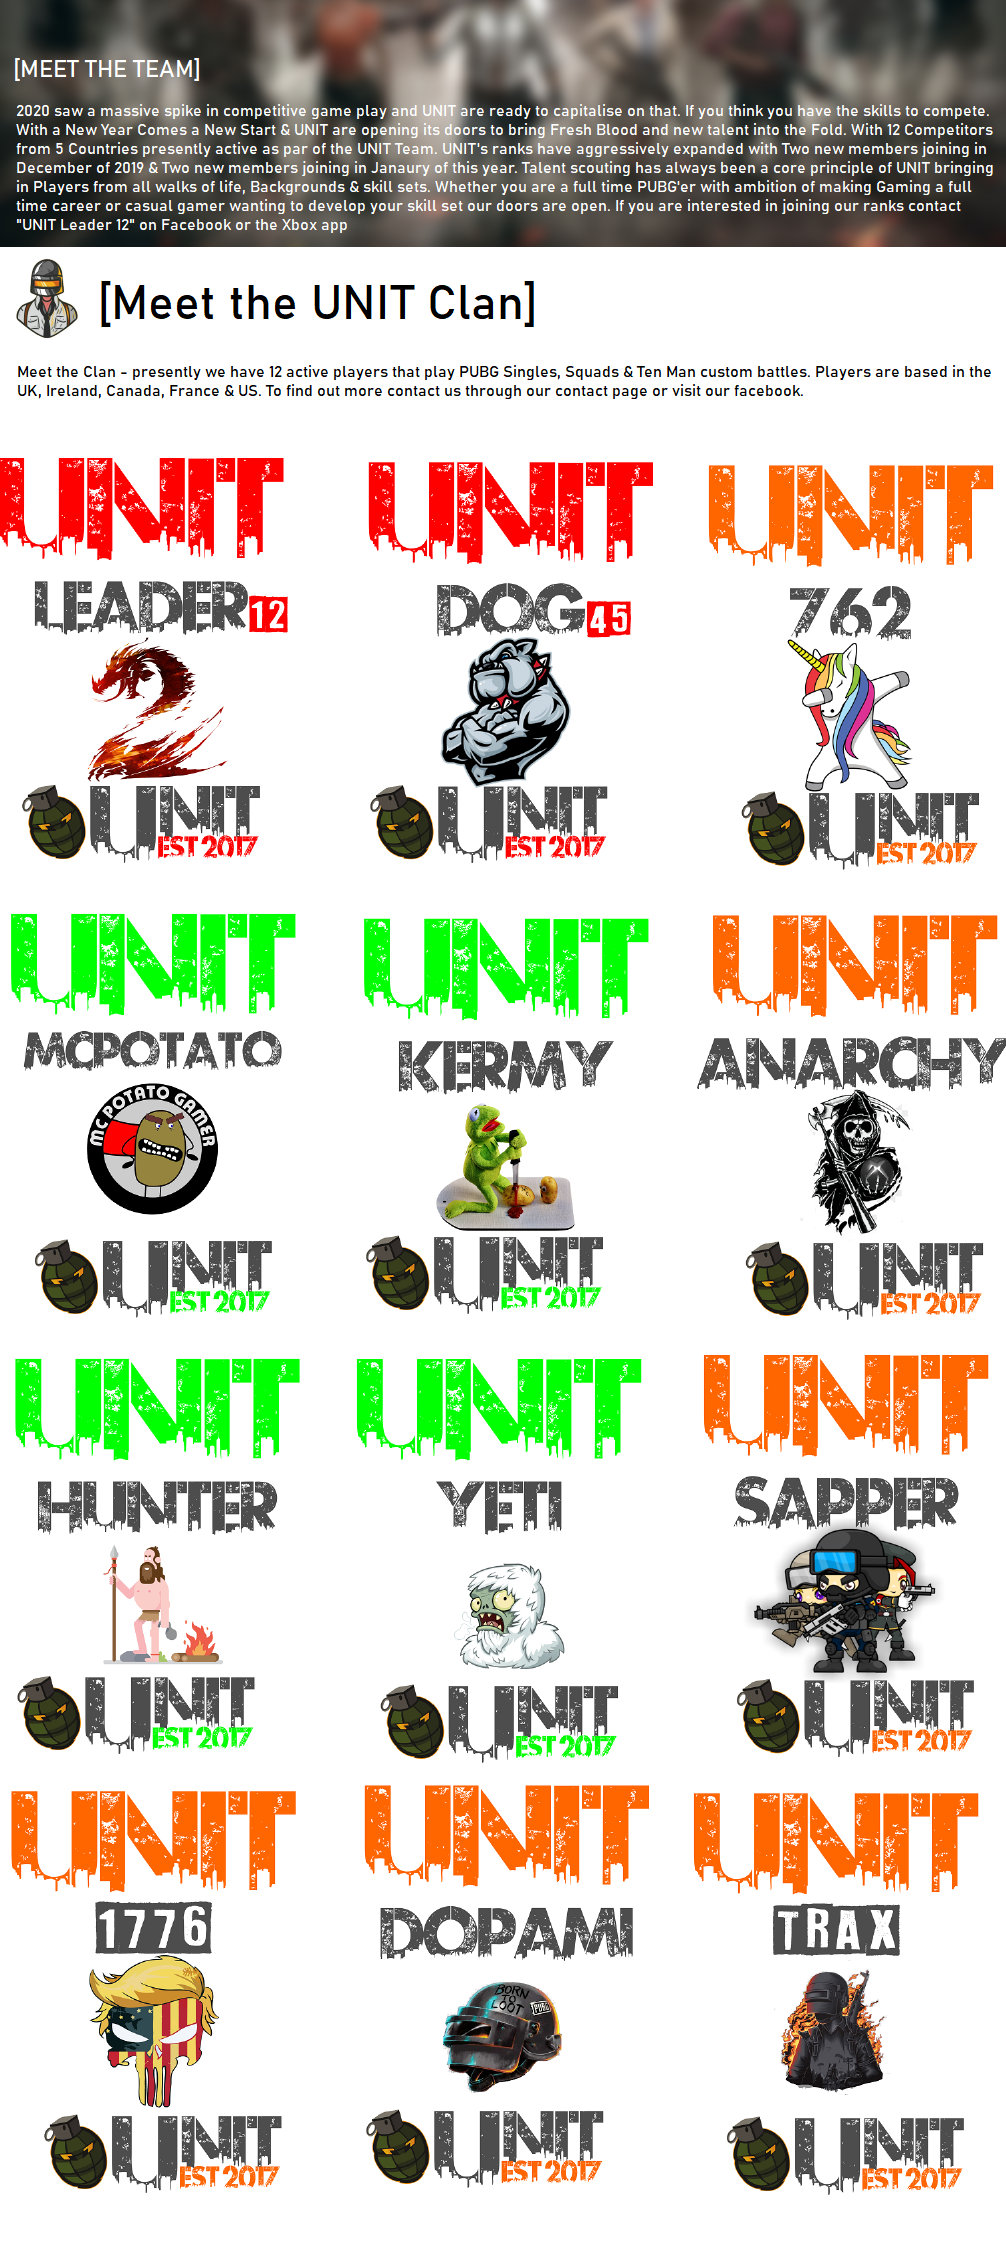 [MEET THE TEAM]
2020 saw a massive spike in competitive game play and UNIT are ready to capitalise on that. If you think you have the skills to compete.
With a New Year Comes a New Start & UNIT are opening its doors to bring Fresh Blood and new talent into the Fold. With 12 Competitors
from 5 Countries presently active as par of the UNIT Team. UNIT's ranks have aggressively expanded with Two new members joining in
December of 2019 & Two new members joining in Janaury of this year. Talent scouting has always been a core principle of UNIT bringing
in Players from all walks of life, Backgrounds & skill sets. Whether you are a full time PUBG'er with ambition of making Gaming a full
time career or casual gamer wanting to develop your skill set our doors are open. If you are interested in joining our ranks contact
"UNIT Leader 12" on Facebook or the Xbox app
[Meet the UNIT Clan]
Meet the Clan - presently we have 12 active players that play PUBG Singles, Squads & Ten Man custom battles. Players are based in the
UK, Ireland, Canada, France & US. To find out more contact us through our contact page or visit our facebook.
UNIT
LEADER 12
UNIT
EST 2017
UNIT
DOG 45
UNIT
EST 2017
UNIT
762
UNIT
EST 2017
UNIT
MCPOTATO
MC POTATO GAMER
UNIT
EST 2017
UNIT
KERMY
UNIT
EST 2017
UNIT
ANARCHY
UNIT
EST 2017
UNIT
HUNTER
UNIT
EST 2017
UNIT
YETI
UNIT
EST 2017
UNIT
SAPPER
UNIT
EST 2017
UNIT
1776
UNIT
EST 2017
UNIT
DOPAMI
BORN
TO
LOOT
PUBG
UNIT
EST 2017
UNIT
TRAX
UNIT
EST 2017